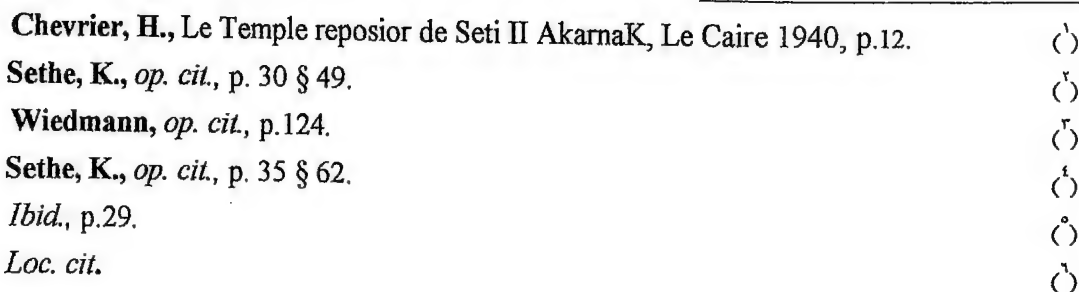 Chevrier, H., Le Temple reposior de Seti II AkarnaK, Le Caire 1940, p.12. (١)
Sethe, K., op. cit., p. 30 § 49. (٢)
Wiedmann, op. cit., p.124. (٣)
Sethe, K., op. cit., p. 35 § 62. (٤)
Ibid., p.29. (٥)
Loc. cit. (٦)